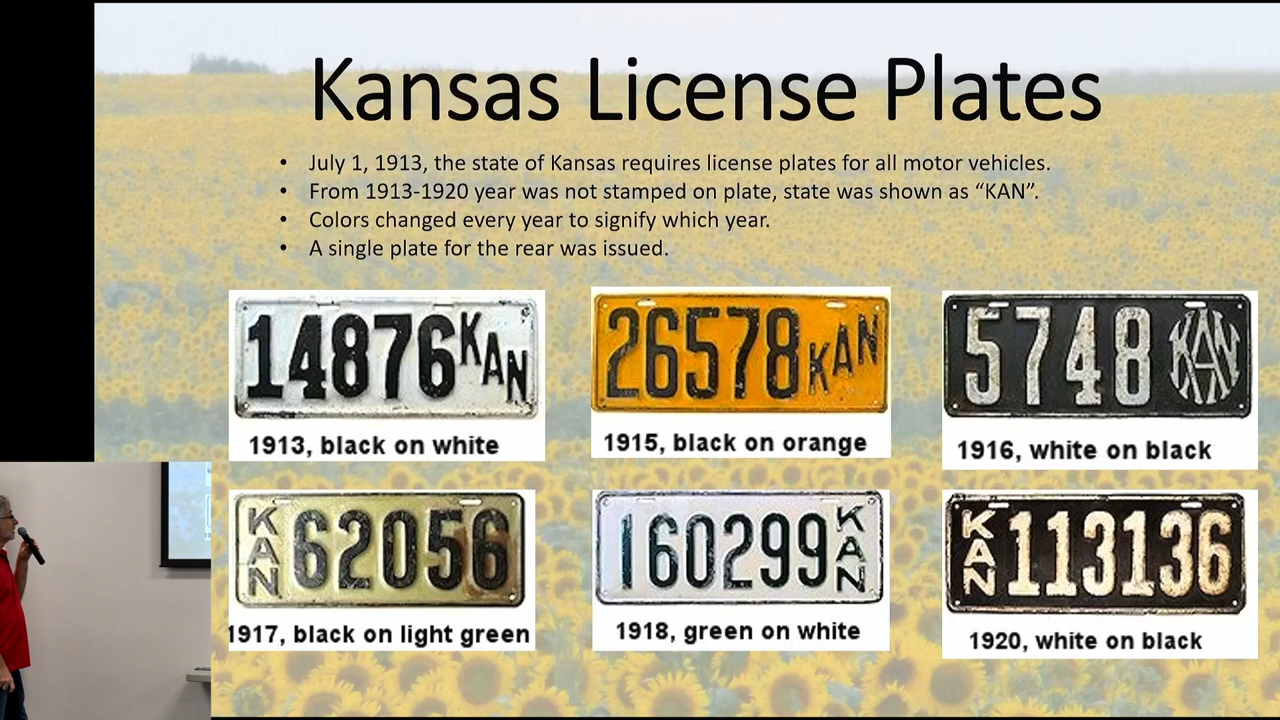 Kansas License Plates
• July 1, 1913, the state of Kansas requires license plates for all motor vehicles.
• From 1913-1920 year was not stamped on plate, state was shown as “KAN”.
• Colors changed every year to signify which year.
• A single plate for the rear was issued.
14876 KAN
26578 KAN
5748 KAN
1913, black on white
1915, black on orange
1916, white on black
KAN 62056
160299 KAN
KAN 113136
1917, black on light green
1918, green on white
1920, white on black